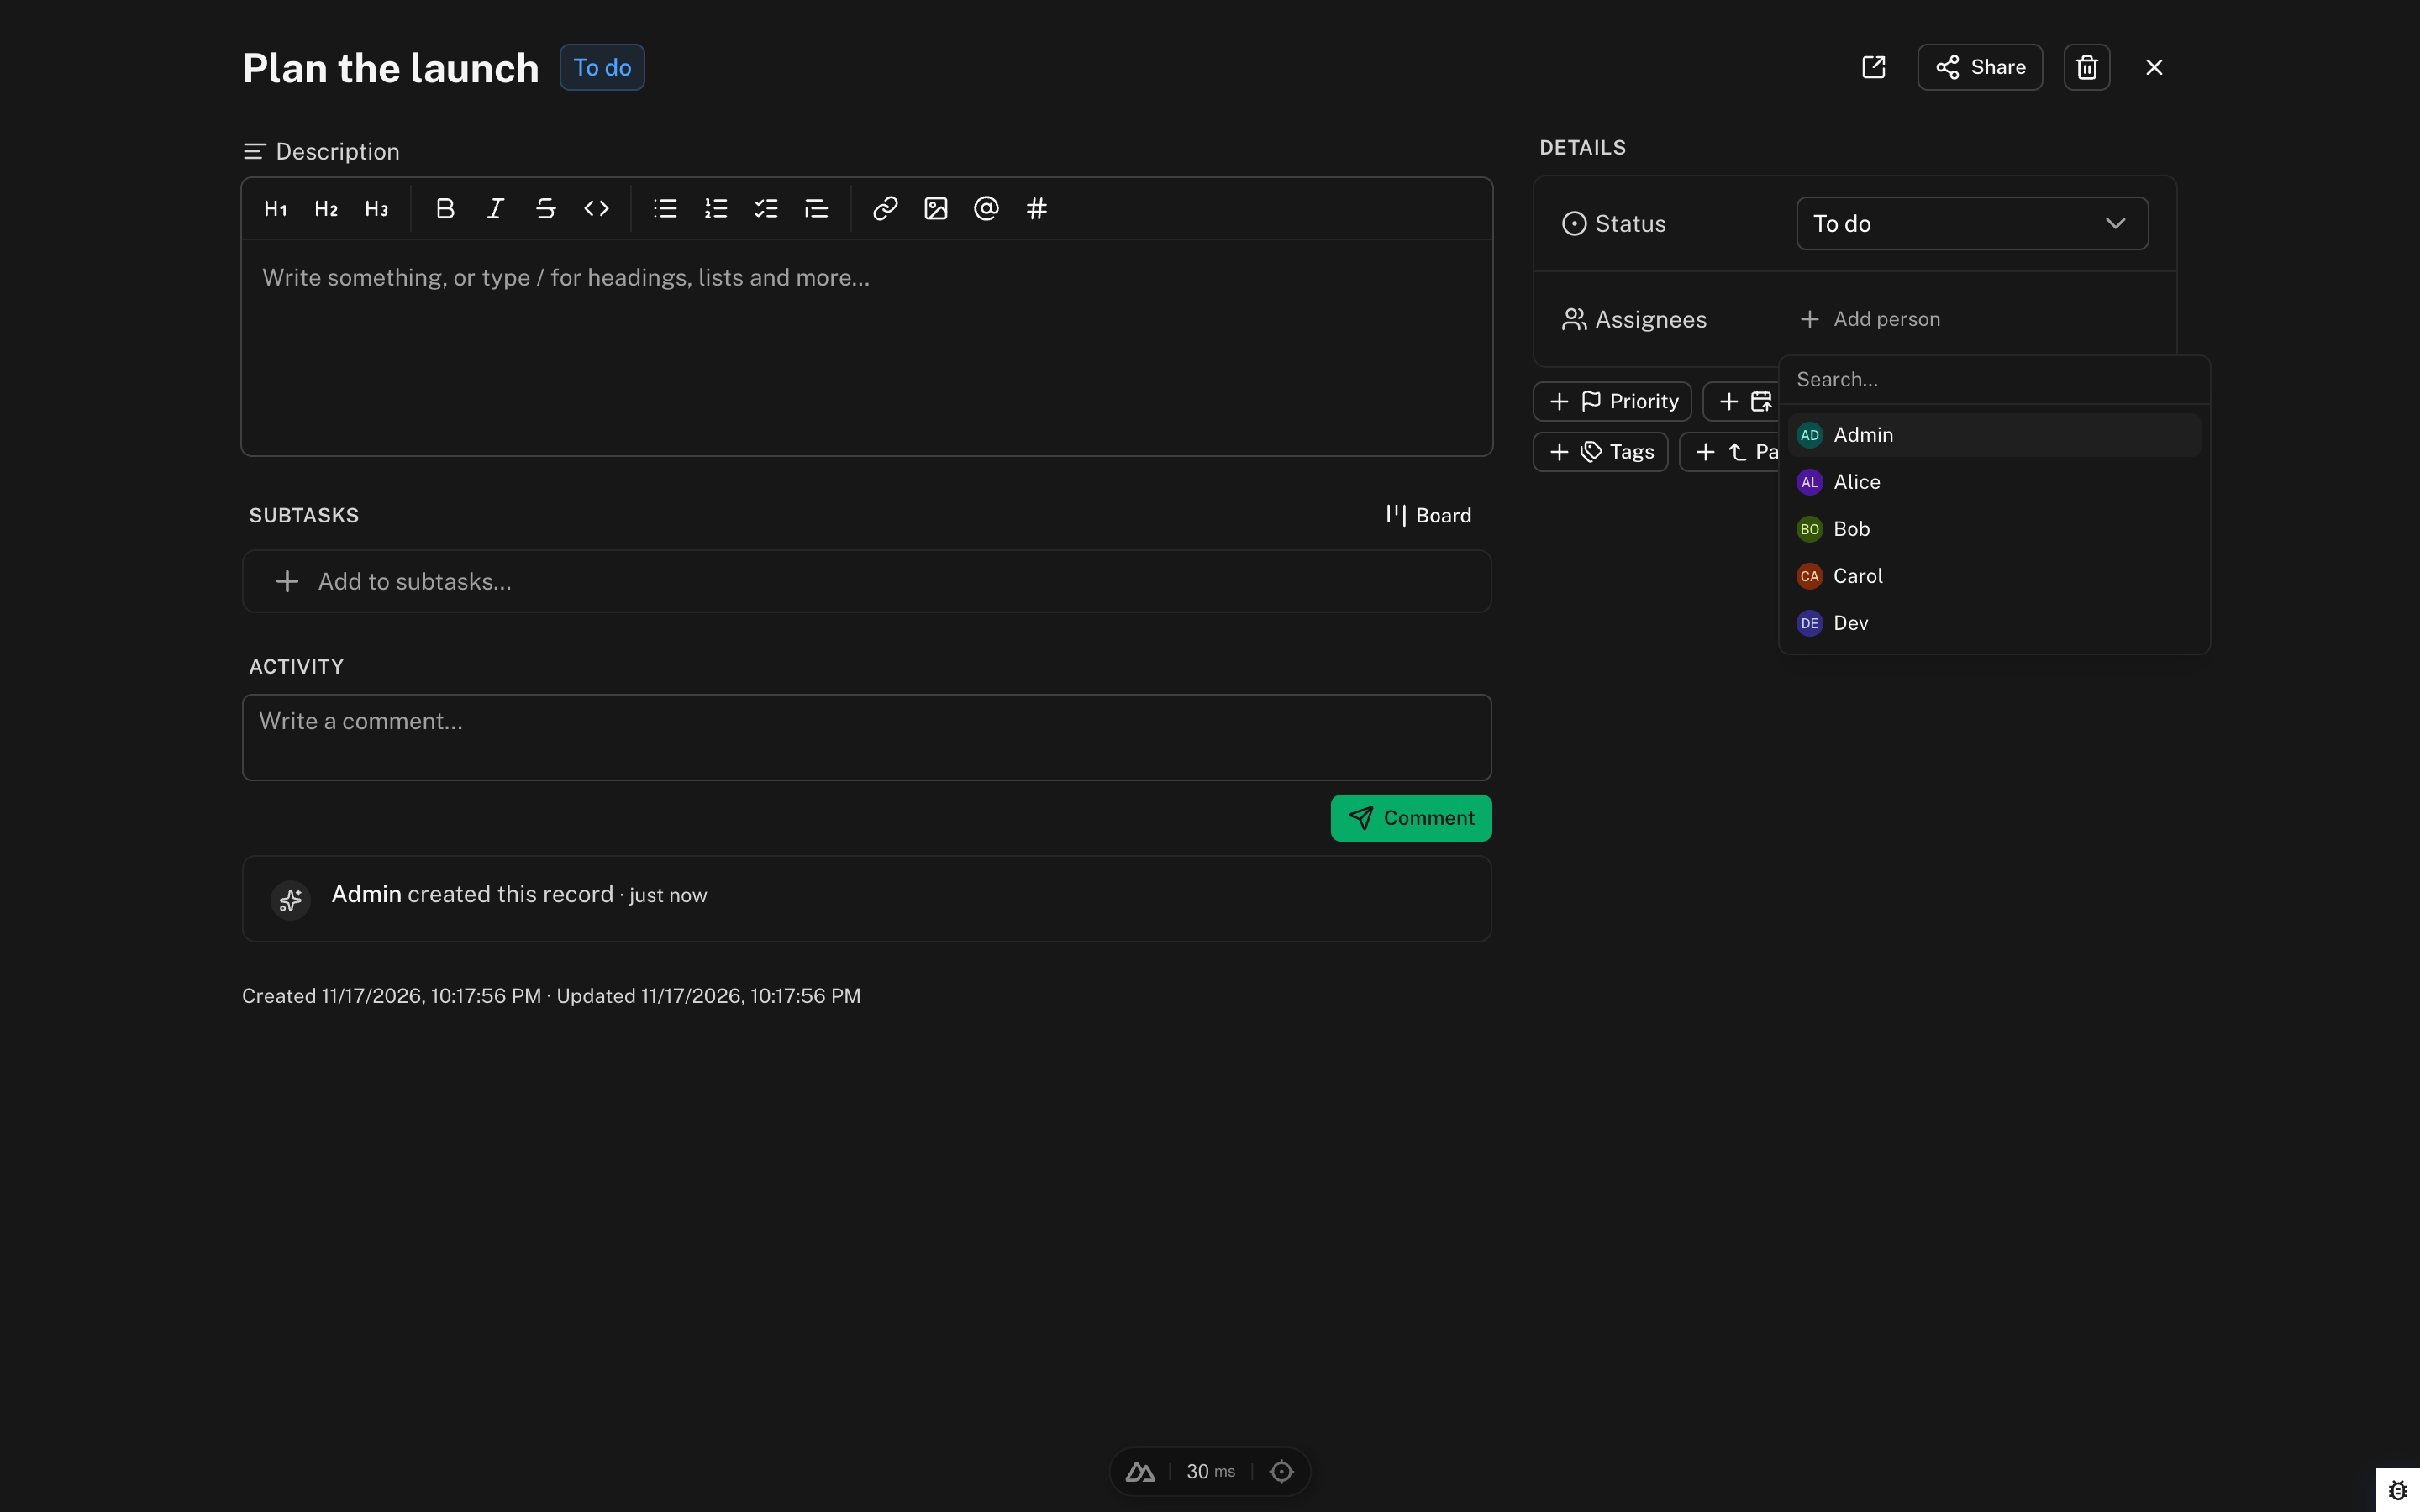 Plan the launch
To do
Share
Description
H1 H2 H3
Write something, or type / for headings, lists and more...
SUBTASKS
Board
Add to subtasks...
ACTIVITY
Write a comment...
Comment
Admin created this record · just now
Created 11/17/2026, 10:17:56 PM · Updated 11/17/2026, 10:17:56 PM
DETAILS
Status
To do
Assignees
Add person
Priority
Tags
Pa
Search...
AD Admin
AL Alice
BO Bob
CA Carol
DE Dev
30 ms